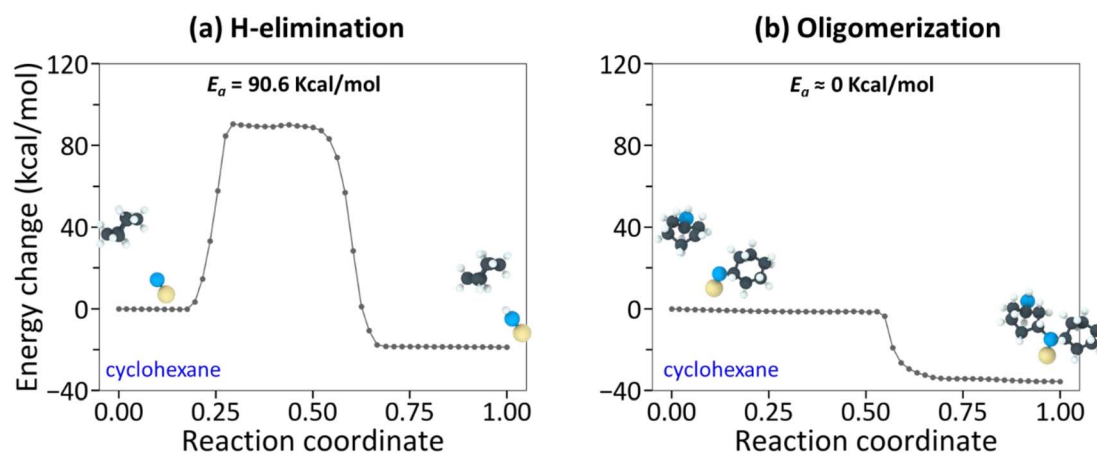 (a) H-elimination
Energy change (kcal/mol)
120
80
40
0
−40
Eₐ = 90.6 Kcal/mol
cyclohexane
0.00 0.25 0.50 0.75 1.00
Reaction coordinate
(b) Oligomerization
120
80
40
0
−40
Eₐ ≈ 0 Kcal/mol
cyclohexane
0.00 0.25 0.50 0.75 1.00
Reaction coordinate